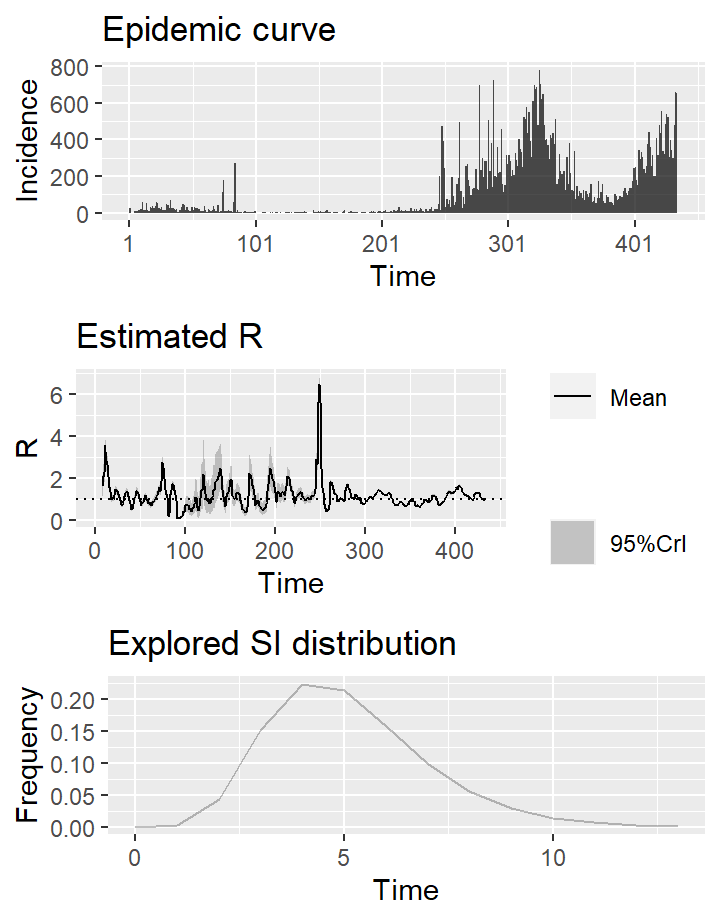 Epidemic curve
800
600
400
200
0
Incidence
1 101 201 301 401
Time
Estimated R
6
4
2
0
R
0 100 200 300 400
Time
Mean
95%CrI
Explored SI distribution
0.20
0.15
0.10
0.05
0.00
Frequency
0 5 10
Time